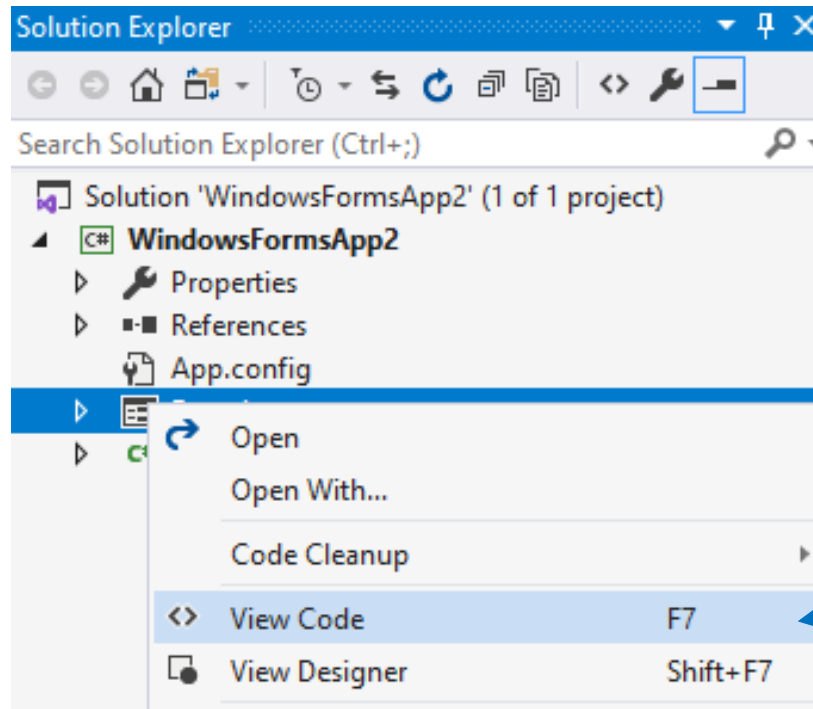 Solution Explorer
Search Solution Explorer (Ctrl+;)
Solution 'WindowsFormsApp2' (1 of 1 project)
C# WindowsFormsApp2
Properties
References
App.config
Open
Open With...
Code Cleanup
View Code F7
View Designer Shift+F7